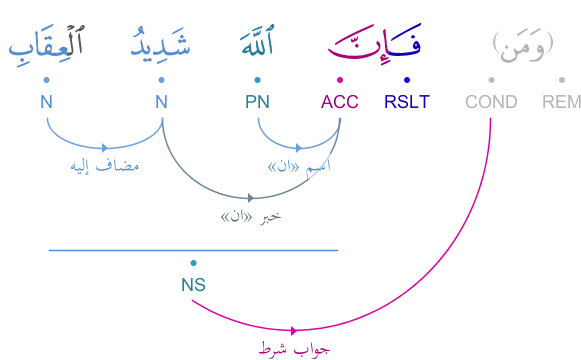 (وَمَن) فَإِنَّ ٱللَّهَ شَدِيدُ ٱلْعِقَابِ
REM COND RSLT ACC PN N N
اسم «ان» مضاف إليه
خبر «ان»
NS
جواب شرط